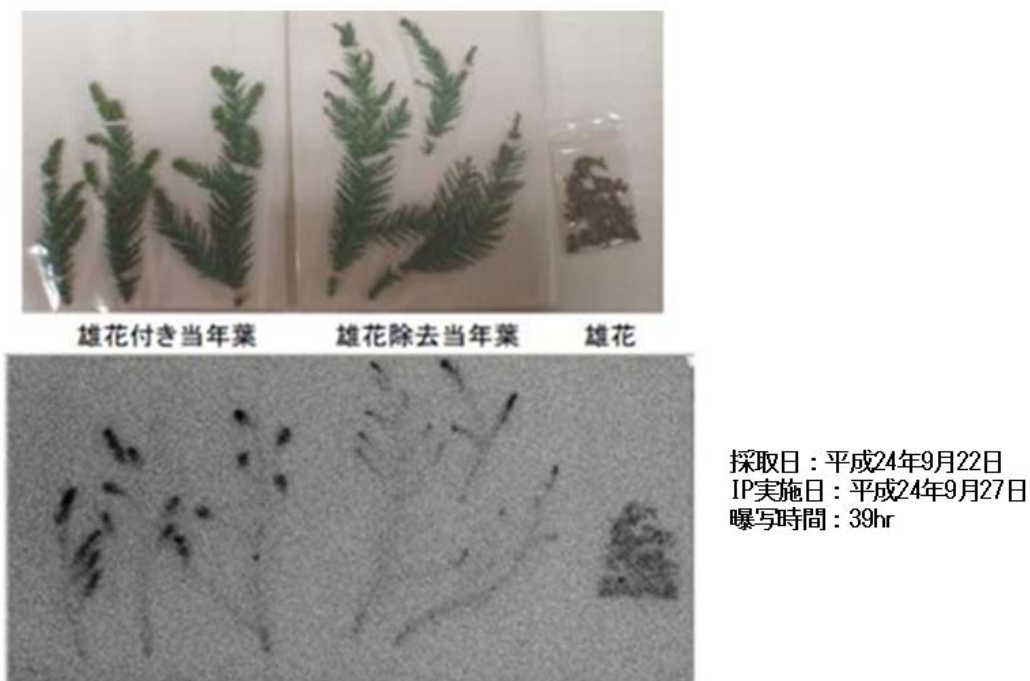 雄花付き当年葉
雄花除去当年葉
雄花
採取日：平成24年9月22日
IP実施日：平成24年9月27日
曝写時間：39hr